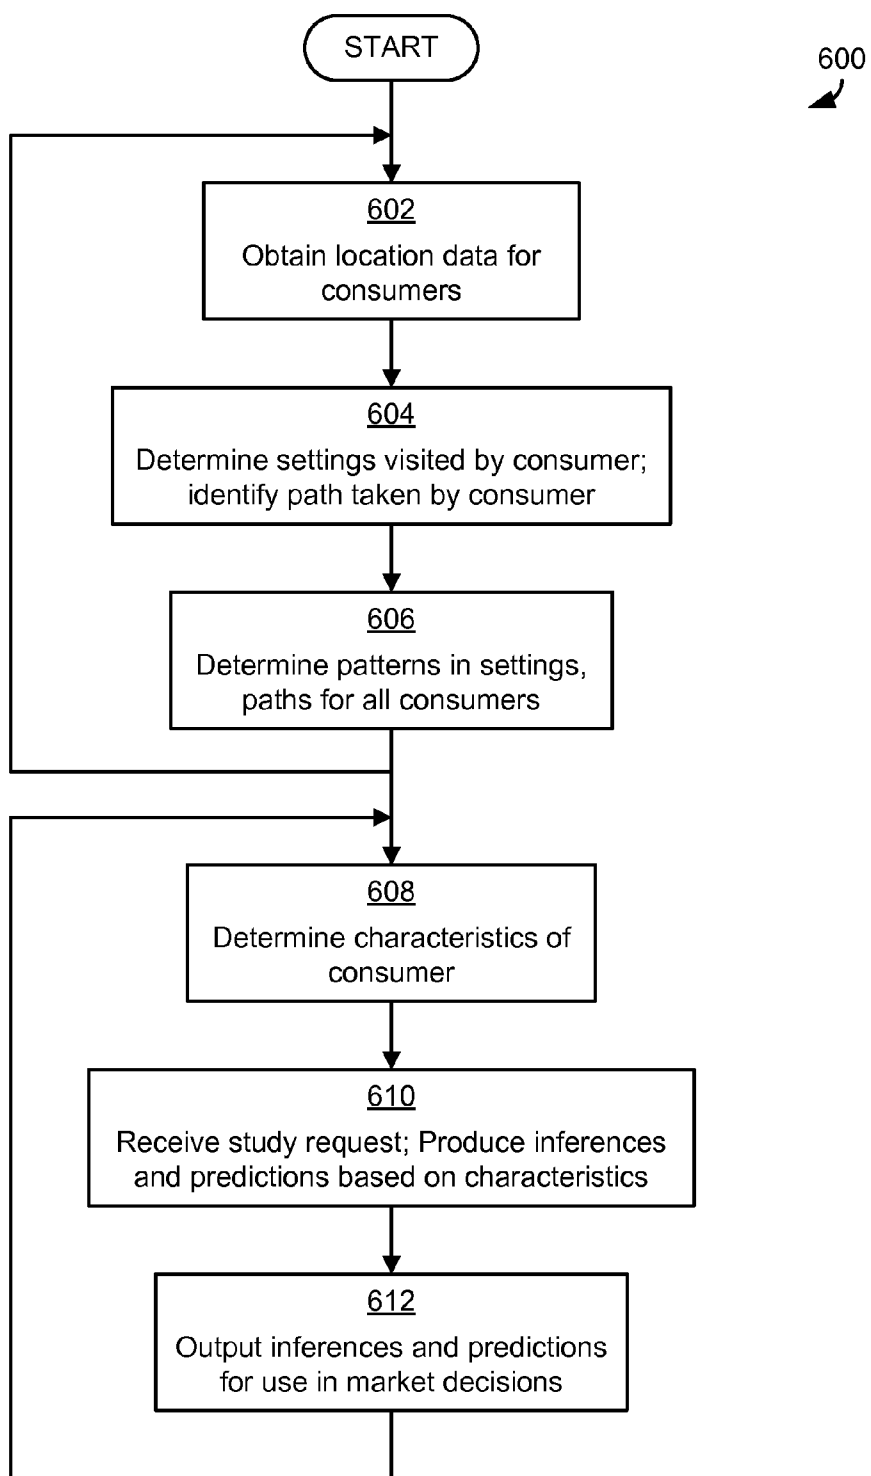 START
600
602
Obtain location data for
consumers
604
Determine settings visited by consumer;
identify path taken by consumer
606
Determine patterns in settings,
paths for all consumers
608
Determine characteristics of
consumer
610
Receive study request; Produce inferences
and predictions based on characteristics
612
Output inferences and predictions
for use in market decisions